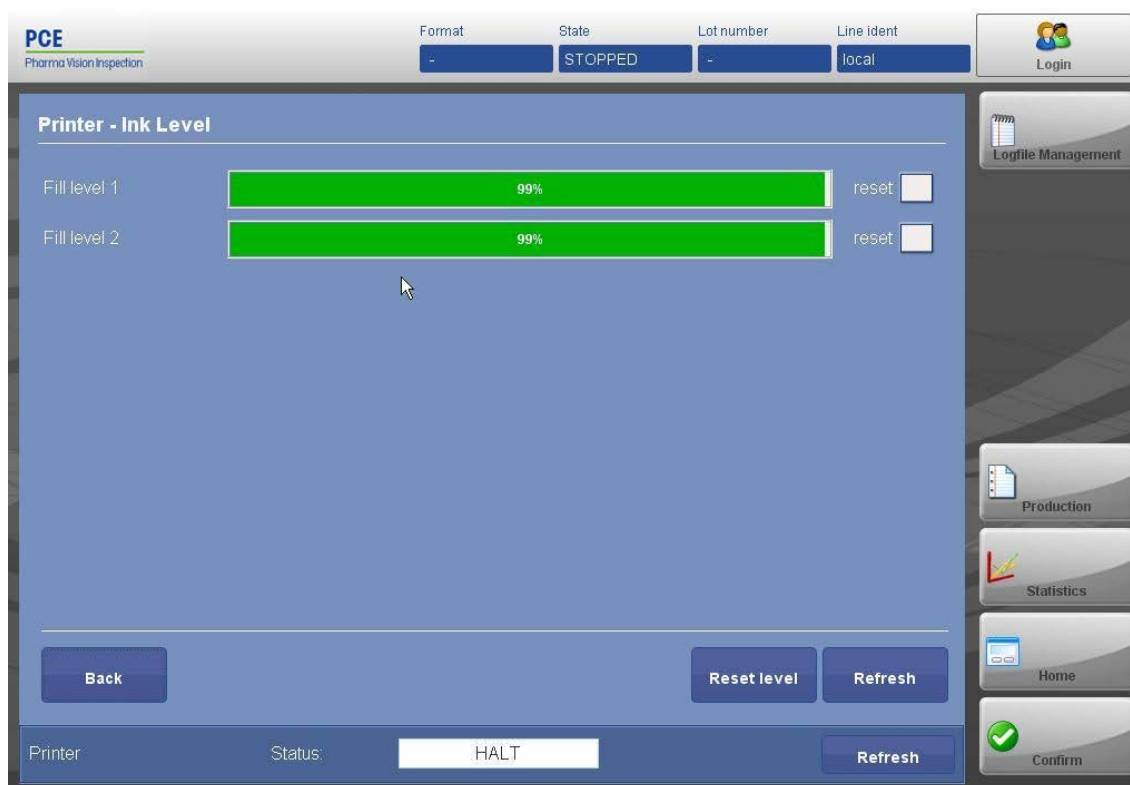 PCE
Pharma Vision Inspection
Format State Lot number Line ident
- STOPPED - local
Login
Printer - Ink Level
Logfile Management
Fill level 1 99% reset
Fill level 2 99% reset
Production
Statistics
Back Reset level Refresh
Home
Printer Status: HALT Refresh
Confirm